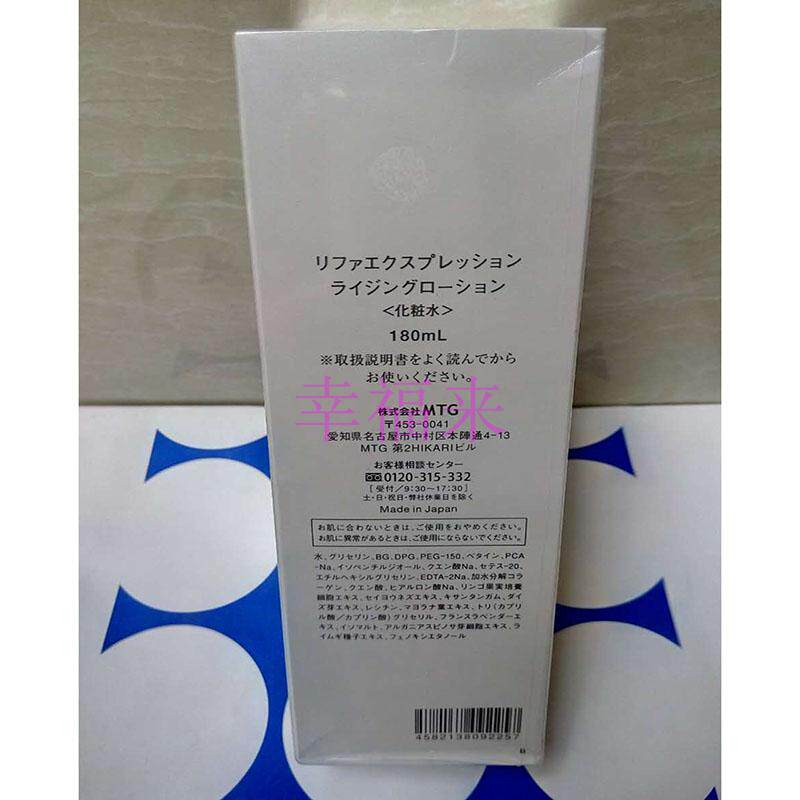 リファエクスプレッション
ライジングローション
<化粧水>
180mL
※取扱説明書をよく読んでから
お使いください。
幸福来
株式会社MTG
〒453-0041
愛知県名古屋市中村区本陣通4-13
MTG 第2HIKARIビル
お客様相談センター
0120-315-332
[受付/9:30〜17:30]
土・日・祝日・弊社休業日を除く
Made in Japan
お肌に合わないときは、ご使用をおやめください。
お肌に異常があるときは、ご使用にならないでください。
水、グリセリン、BG、DPG、PEG-150、ベタイン、PCA
-Na、イソペンチルジオール、クエン酸Na、セテス-20、
エチルヘキシルグリセリン、EDTA-2Na、加水分解コラ
ーゲン、クエン酸、ヒアルロン酸Na、リンゴ果実培養
細胞エキス、セイヨウネズエキス、キサンタンガム、ダイ
ズ芽エキス、レシチン、マヨラナ葉エキス、トリ(カプリ
ル酸/カプリン酸)グリセリル、フランスラベンダーエ
キス、イソマルト、アルガニアスピノサ芽細胞エキス、ラ
イムギ種子エキス、フェノキシエタノール
4582138092257